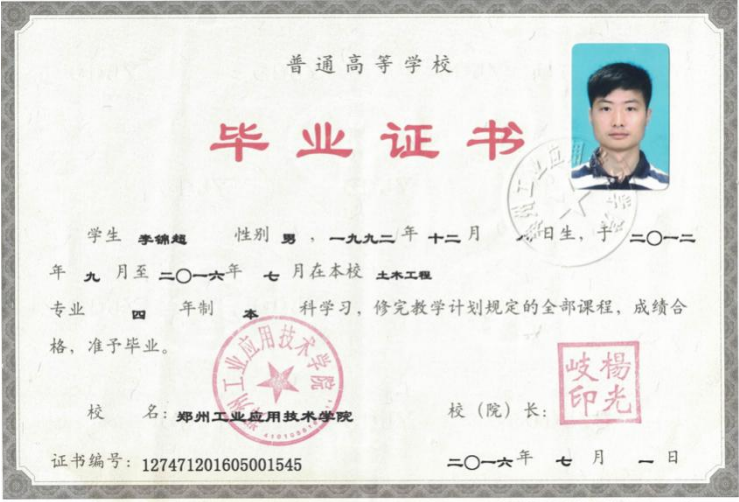 普通高等学校
毕业证书
学生 李锦超 性别 男 ，一九九二 年 十二 月 日生，于 二〇一二
年 九 月至 二〇一六 年 七 月在本校 土木工程
专业 四 年制 本 科学习，修完教学计划规定的全部课程，成绩合
格，准予毕业。
郑州工业应用技术学院
校 名：郑州工业应用技术学院 校（院）长：
楊光岐印
证书编号：127471201605001545 二〇一六 年 七 月 一 日